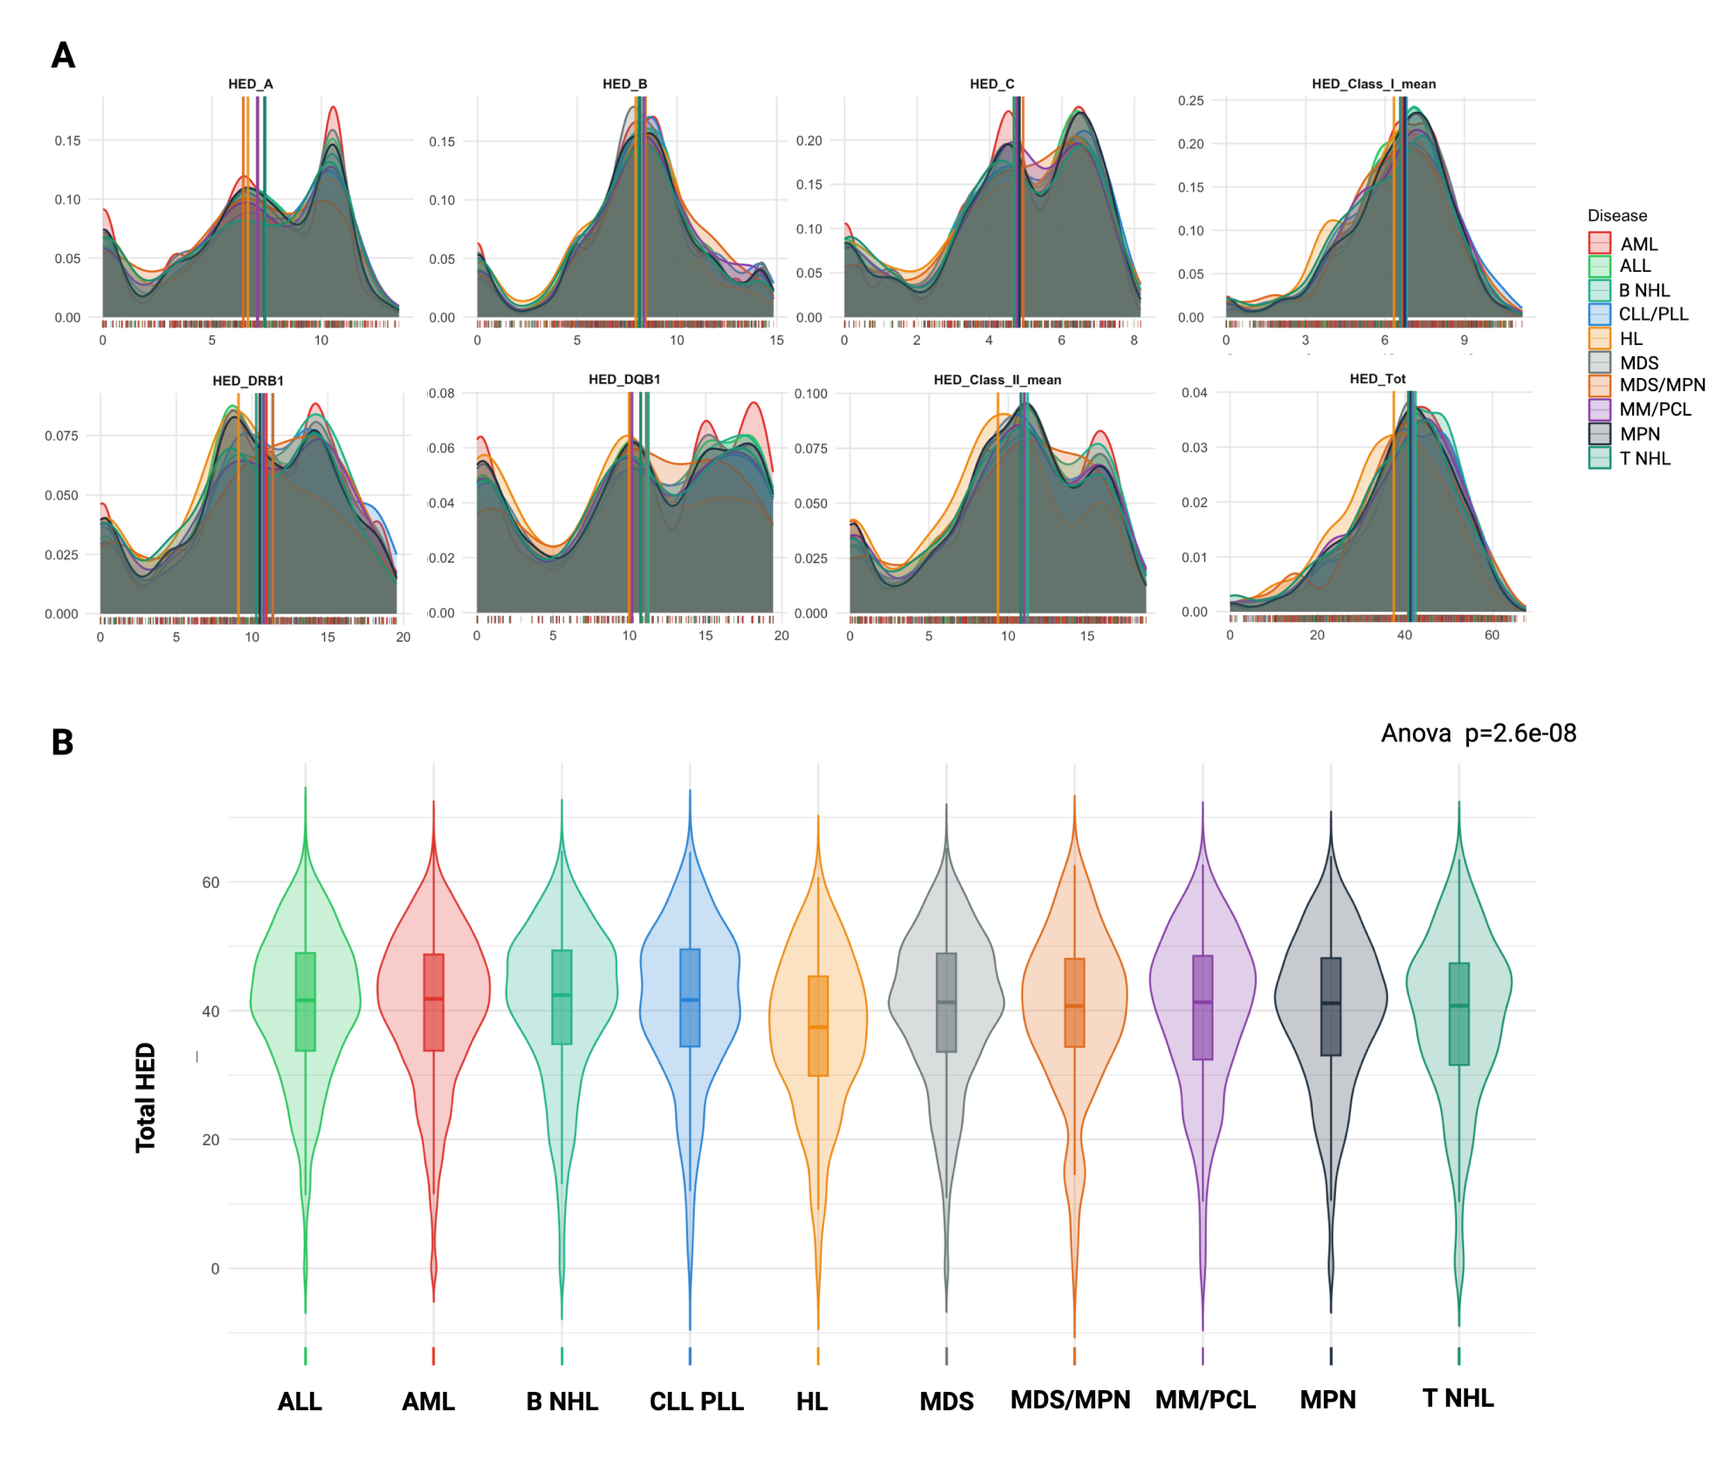 A
HED_A
HED_B
HED_C
HED_Class_I_mean
0.15
0.10
0.05
0.00
0 5 10
0.15
0.10
0.05
0.00
0 5 10 15
0.20
0.15
0.10
0.05
0.00
0 2 4 6 8
0.25
0.20
0.15
0.10
0.05
0.00
0 3 6 9
HED_DRB1
HED_DQB1
HED_Class_II_mean
HED_Tot
0.075
0.050
0.025
0.000
0 5 10 15 20
0.08
0.06
0.04
0.02
0.00
0 5 10 15 20
0.100
0.075
0.050
0.025
0.000
0 5 10 15
0.04
0.03
0.02
0.01
0.00
0 20 40 60
Disease
AML
ALL
B NHL
CLL/PLL
HL
MDS
MDS/MPN
MM/PCL
MPN
T NHL
B
Anova p=2.6e-08
Total HED
60
40
20
0
ALL AML B NHL CLL PLL HL MDS MDS/MPN MM/PCL MPN T NHL